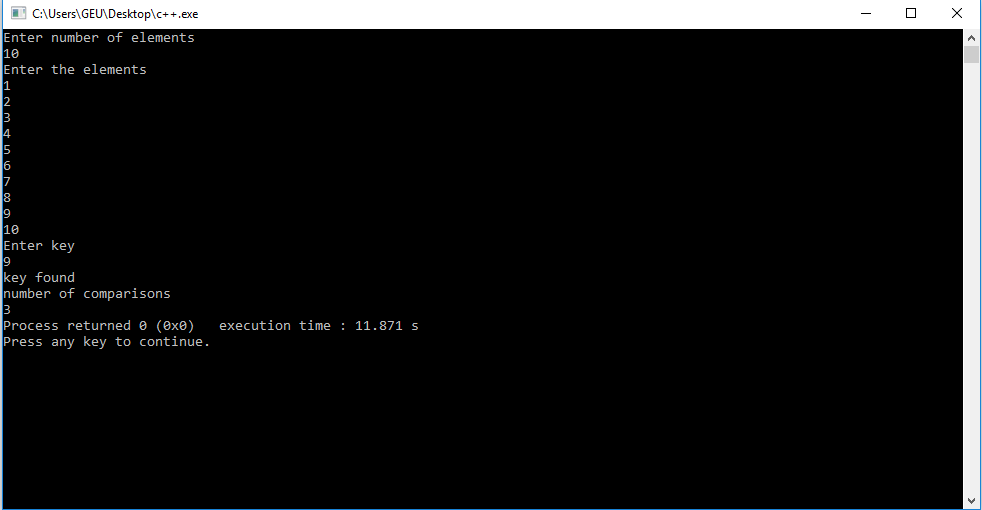 C:\Users\GEU\Desktop\c++.exe
Enter number of elements
10
Enter the elements
1
2
3
4
5
6
7
8
9
10
Enter key
9
key found
number of comparisons
3
Process returned 0 (0x0)   execution time : 11.871 s
Press any key to continue.